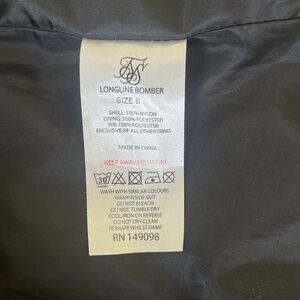 LONGLINE BOMBER
SIZE S
SHELL: 100% NYLON
LINING: 100% POLYESTER
RIB: 100% POLYESTER
EXCLUSIVE OF ALL OTHER TRIMS
MADE IN CHINA
KEEP AWAY FROM FIRE
30
WASH WITH SIMILAR COLOURS
WASH INSIDE OUT
DO NOT BLEACH
DO NOT TUMBLE DRY
COOL IRON ON REVERSE
DO NOT DRY CLEAN
RESHAPE WHILST DAMP
RN 149098